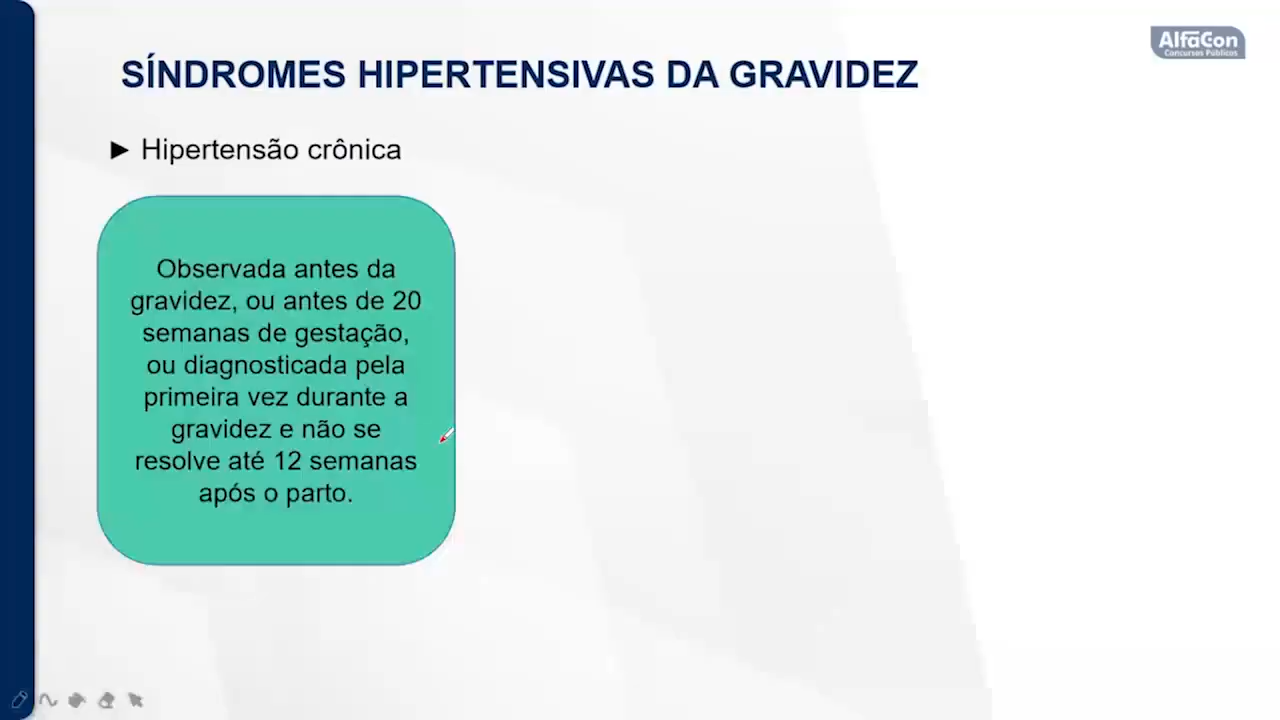 AlfaCon
Concursos Públicos
SÍNDROMES HIPERTENSIVAS DA GRAVIDEZ
► Hipertensão crônica
Observada antes da
gravidez, ou antes de 20
semanas de gestação,
ou diagnosticada pela
primeira vez durante a
gravidez e não se
resolve até 12 semanas
após o parto.